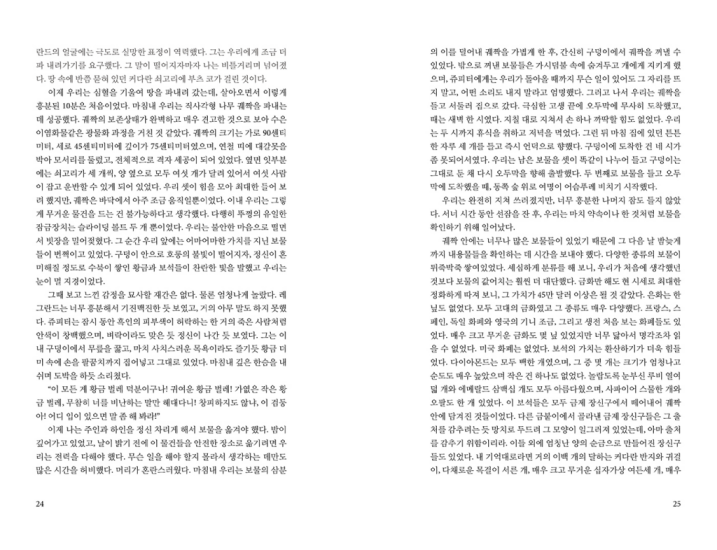 란드의 얼굴에는 극도로 실망한 표정이 역력했다. 그는 우리에게 조금 더
파 내려가기를 요구했다. 그 말이 떨어지자마자 나는 비틀거리며 넘어졌
다. 땅 속에 반쯤 묻혀 있던 커다란 쇠고리에 부츠 코가 걸린 것이다.
이제 우리는 심혈을 기울여 땅을 파내려 갔는데, 살아오면서 이렇게
흥분된 10분은 처음이었다. 마침내 우리는 직사각형 나무 궤짝을 파내는
데 성공했다. 궤짝의 보존상태가 완벽하고 매우 견고한 것으로 보아 수은
이염화물같은 광물화 과정을 거친 것 같았다. 궤짝의 크기는 가로 90센티
미터, 세로 45센티미터에 깊이가 75센티미터였으며, 연철 띠에 대갈못을
박아 모서리를 둘렀고, 전체적으로 격자 세공이 되어 있었다. 옆면 윗부분
에는 쇠고리가 세 개씩, 양 옆으로 모두 여섯 개가 달려 있어서 여섯 사람
이 잡고 운반할 수 있게 되어 있었다. 우리 셋이 힘을 모아 최대한 들어 보
려 했지만, 궤짝은 바닥에서 아주 조금 움직일뿐이었다. 이내 우리는 그렇
게 무거운 물건을 드는 건 불가능하다고 생각했다. 다행히 뚜껑의 유일한
잠금장치는 슬라이딩 볼드 두 개 뿐이었다. 우리는 불안한 마음으로 떨면
서 빗장을 밀어젖혔다. 그 순간 우리 앞에는 어마어마한 가치를 지닌 보물
들이 번쩍이고 있었다. 구덩이 안으로 호롱의 불빛이 떨어지자, 정신이 혼
미해질 정도로 수북이 쌓인 황금과 보석들이 찬란한 빛을 발했고 우리는
눈이 멀 지경이었다.
그때 보고 느낀 감정을 묘사할 재간은 없다. 물론 엄청나게 놀랐다. 레
그란드는 너무 흥분해서 기진맥진한 듯 보였고, 거의 아무 말도 하지 못했
다. 쥬피터는 잠시 동안 흑인의 피부색이 허락하는 한 거의 죽은 사람처럼
안색이 창백했으며, 벼락이라도 맞은 듯 정신이 나간 듯 보였다. 그는 이
내 구덩이에서 무릎을 꿇고, 마치 사치스러운 목욕이라도 즐기듯 황금 더
미 속에 손을 팔꿈치까지 집어넣고 그대로 있었다. 마침내 깊은 한숨을 내
쉬며 도박을 하듯 소리쳤다.
“이 모든 게 황금 벌레 덕분이구나! 귀여운 황금 벌레! 가엾은 작은 황
금 벌레, 무참히 너를 비난하는 말만 해대다니! 창피하지도 않냐, 이 검둥
아! 어디 입이 있으면 말 좀 해 봐라!”
이제 나는 주인과 하인을 정신 차리게 해서 보물을 옮겨야 했다. 밤이
깊어가고 있었고, 날이 밝기 전에 이 물건들을 안전한 장소로 옮기려면 우
리는 전력을 다해야 했다. 무슨 일을 해야 할지 몰라서 생각하는 데만도
많은 시간을 허비했다. 머리가 혼란스러웠다. 마침내 우리는 보물의 삼분
24
의 이를 덜어내 궤짝을 가볍게 한 후, 간신히 구덩이에서 궤짝을 꺼낼 수
있었다. 밖으로 꺼낸 보물들은 가시덤불 속에 숨겨두고 개에게 지키게 했
으며, 쥬피터에게는 우리가 돌아올 때까지 무슨 일이 있어도 그 자리를 뜨
지 말고, 어떤 소리도 내지 말라고 엄명했다. 그러고 나서 우리는 궤짝을
들고 서둘러 집으로 갔다. 극심한 고생 끝에 오두막에 무사히 도착했고,
때는 새벽 한 시였다. 지칠 대로 지쳐서 손 하나 까딱할 힘도 없었다. 우리
는 두 시까지 휴식을 취하고 저녁을 먹었다. 그런 뒤 마침 집에 있던 튼튼
한 자루 세 개를 들고 즉시 언덕으로 향했다. 구덩이에 도착한 건 네 시가
좀 못되어서였다. 우리는 남은 보물을 셋이 똑같이 나누어 들고 구덩이는
그대로 둔 채 다시 오두막을 향해 출발했다. 두 번째로 보물을 들고 오두
막에 도착했을 때, 동쪽 숲 위로 여명이 어슴푸레 비치기 시작했다.
우리는 완전히 지쳐 쓰러졌지만, 너무 흥분한 나머지 잠도 들지 않았
다. 서너 시간 동안 선잠을 잔 후, 우리는 마치 약속이나 한 것처럼 보물을
확인하기 위해 일어났다.
궤짝 안에는 너무나 많은 보물들이 있었기 때문에 그 다음 날 밤늦게
까지 내용물들을 확인하는 데 시간을 보내야 했다. 다양한 종류의 보물이
뒤죽박죽 쌓여있었다. 세심하게 분류를 해 보니, 우리가 처음에 생각했던
것보다 보물의 값어치는 훨씬 더 대단했다. 금화만 해도 현 시세로 최대한
정확하게 따져 보니, 그 가치가 45만 달러 이상은 될 것 같았다. 은화는 한
닢도 없었다. 모두 고대의 금화였고 그 종류도 매우 다양했다. 프랑스, 스
페인, 독일 화폐와 영국의 기니 조금, 그리고 생전 처음 보는 화폐들도 있
었다. 매우 크고 무거운 금화도 몇 닢 있었지만 너무 닳아서 명각조차 읽
을 수 없었다. 미국 화폐는 없었다. 보석의 가치는 환산하기가 더욱 힘들
었다. 다이아몬드는 모두 백한 개였으며, 그 중 몇 개는 크기가 엄청나고
순도도 매우 높았으며 작은 건 하나도 없었다. 놀랄도록 눈부신 루비 열여
덟 개와 에메랄드 삼백십 개도 모두 아름다웠으며, 사파이어 스물한 개와
오팔도 한 개 있었다. 이 보석들은 모두 금제 장신구에서 떼어내어 궤짝
안에 담겨진 것들이었다. 다른 금붙이에서 골라낸 금제 장신구들은 그 출
처를 감추려는 듯 망치로 두드려 그 모양이 일그러져 있었는데, 아마 출처
를 감추기 위함이리라. 이들 외에 엄청난 양의 순금으로 만들어진 장신구
들도 있었다. 내 기억대로라면 거의 이백 개의 달하는 커다란 반지와 귀걸
이, 다채로운 목걸이 서른 개, 매우 크고 무거운 십자가상 여든세 개, 매우
25